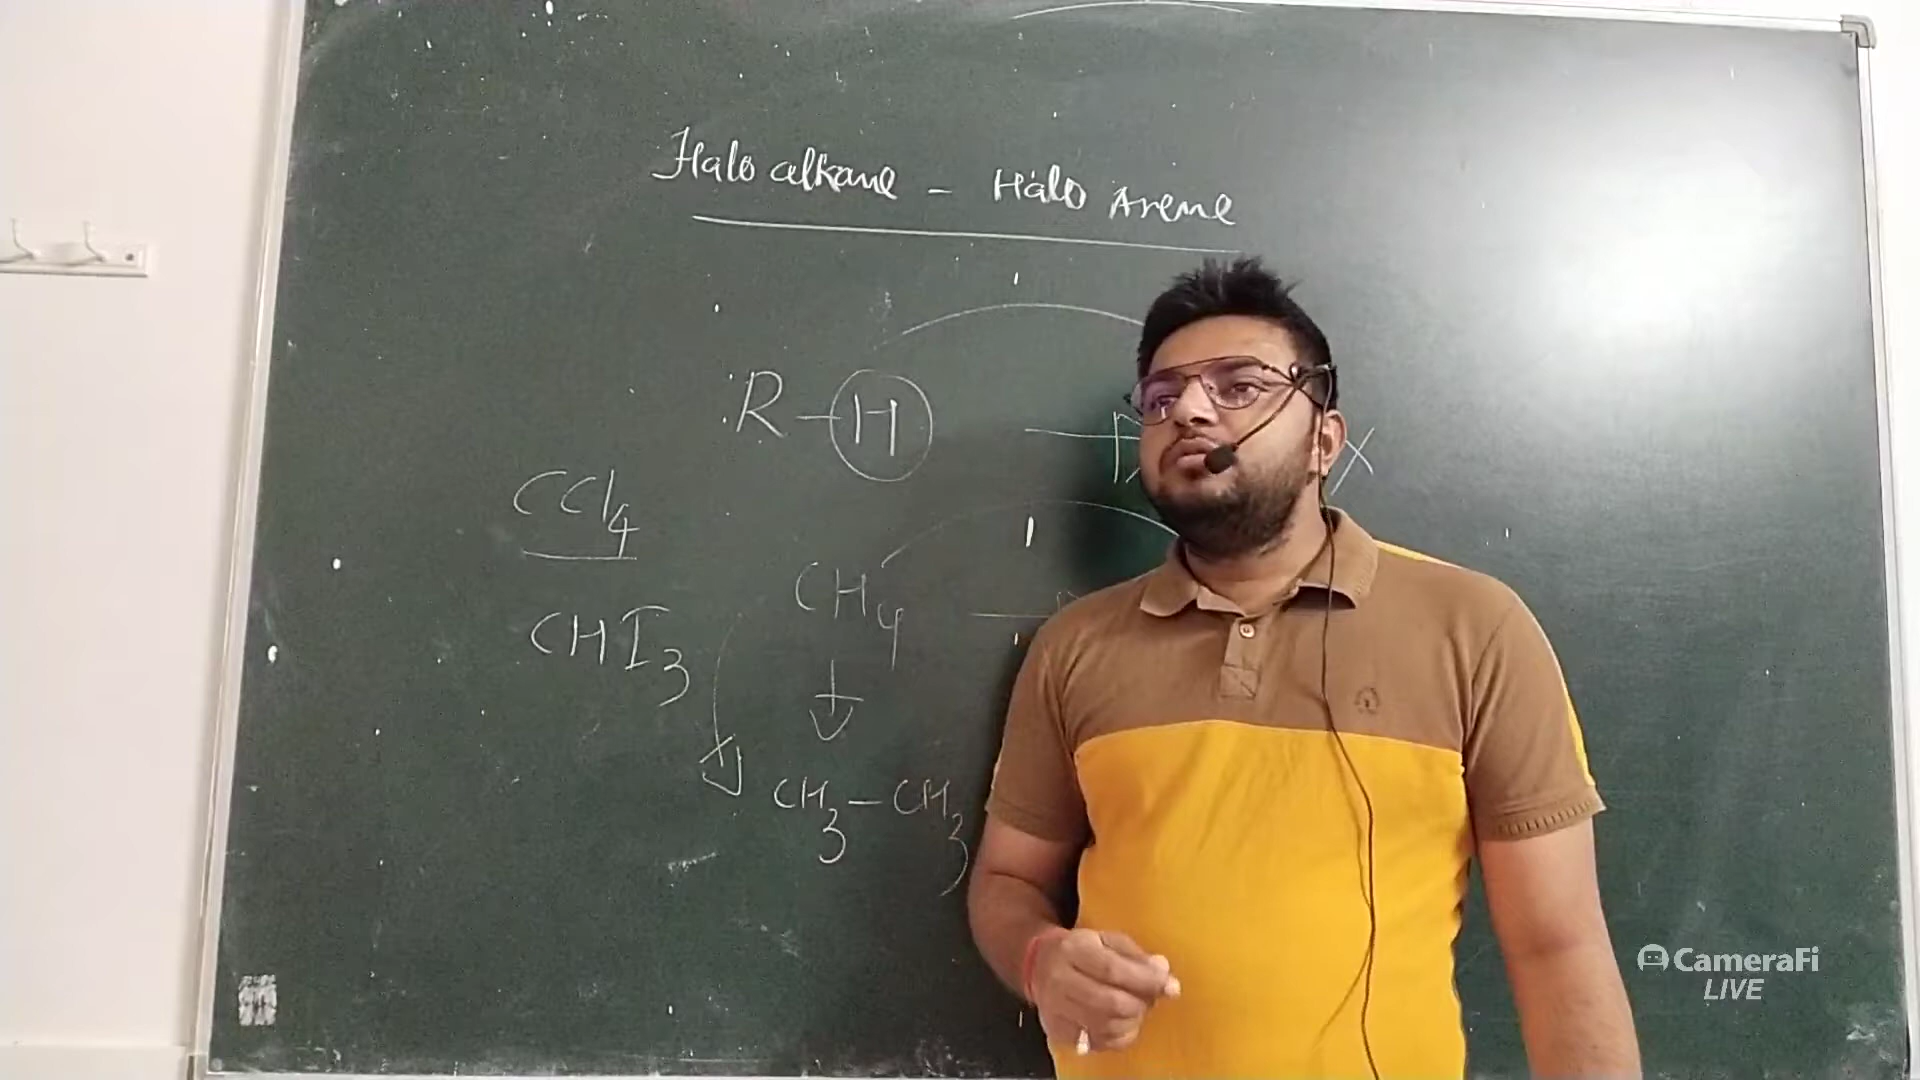 Halo alkane - Halo Arene
R-H X
CCl4
CH4
CHI3
CH3-CH3
CameraFi
LIVE